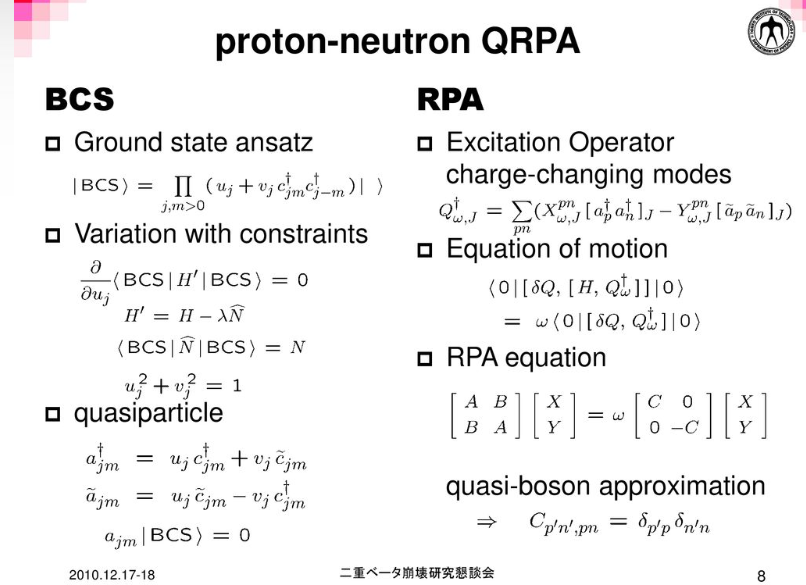 proton-neutron QRPA
BCS
Ground state ansatz
|BCS⟩ = ∏_{j,m>0} (u_j + v_j c†_{jm} c†_{j−m})| ⟩
Variation with constraints
∂/∂u_j ⟨BCS|H′|BCS⟩ = 0
H′ = H − λN̂
⟨BCS|N̂|BCS⟩ = N
u_j² + v_j² = 1
quasiparticle
a†_{jm} = u_j c†_{jm} + v_j c̃_{jm}
ã_{jm} = u_j c̃_{jm} − v_j c†_{jm}
a_{jm}|BCS⟩ = 0
RPA
Excitation Operator
charge-changing modes
Q†_{ω,J} = ∑_{pn} (X^{pn}_{ω,J} [a†_p a†_n]_J − Y^{pn}_{ω,J} [ã_p ã_n]_J)
Equation of motion
⟨0|[δQ, [H, Q†_ω]]|0⟩
= ω⟨0|[δQ, Q†_ω]|0⟩
RPA equation
[A B] [X] = ω [C 0] [X]
[B A] [Y] [0 −C] [Y]
quasi-boson approximation
⇒ C_{p′n′,pn} = δ_{p′p} δ_{n′n}
2010.12.17-18
二重ベータ崩壊研究懇談会
8